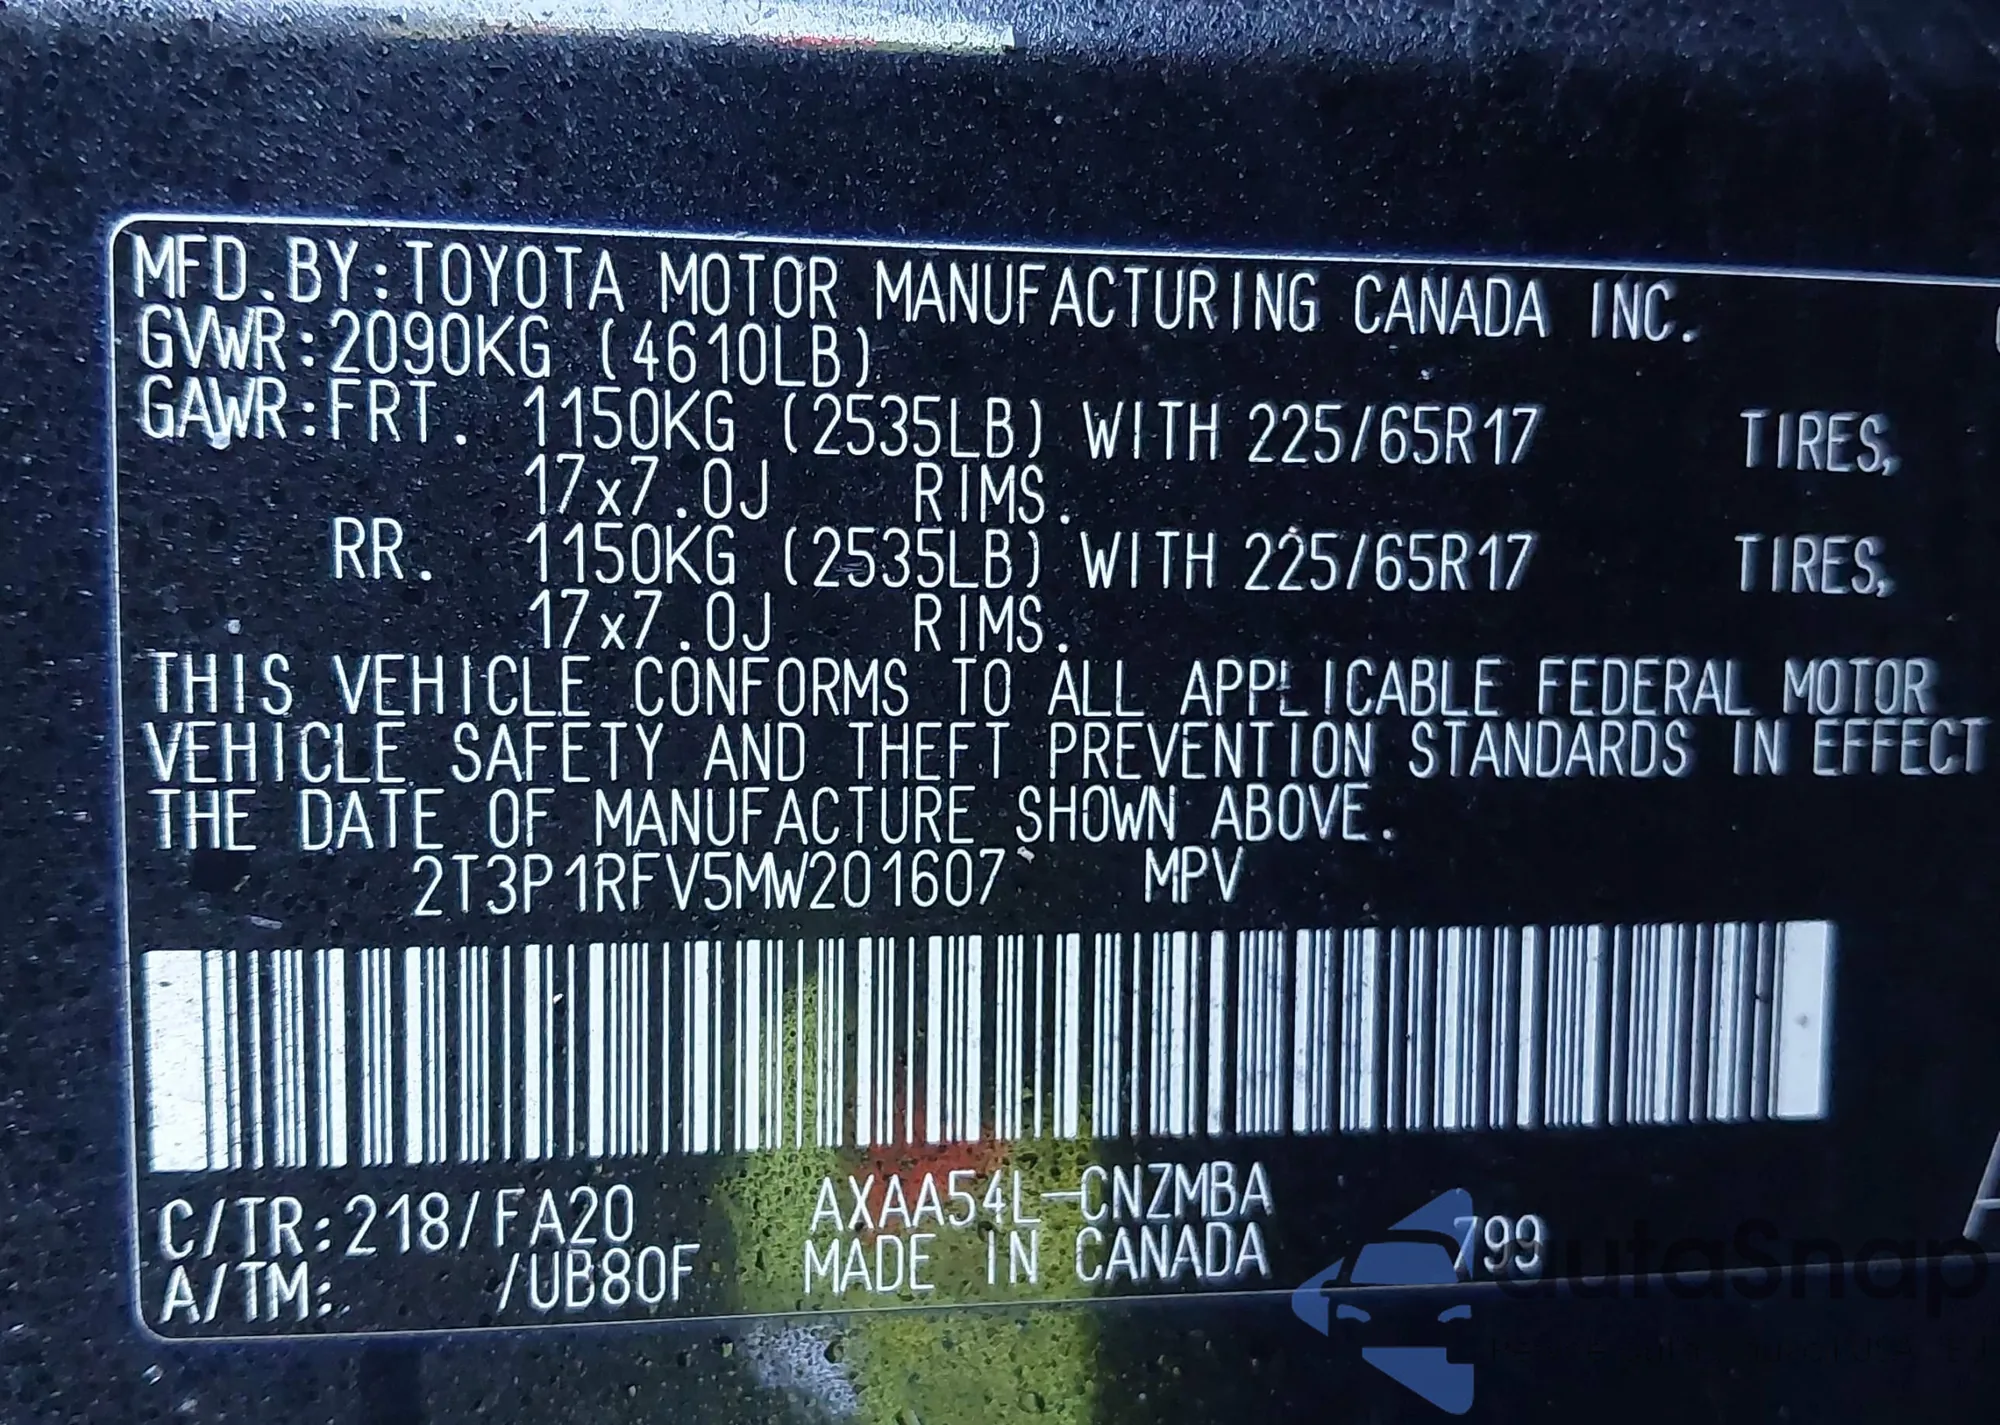 MFD.BY:TOYOTA MOTOR MANUFACTURING CANADA INC.
GVWR:2090KG (4610LB)
GAWR:FRT. 1150KG (2535LB) WITH 225/65R17 TIRES,
17x7.0J RIMS.
RR. 1150KG (2535LB) WITH 225/65R17 TIRES,
17x7.0J RIMS.
THIS VEHICLE CONFORMS TO ALL APPLICABLE FEDERAL MOTOR
VEHICLE SAFETY AND THEFT PREVENTION STANDARDS IN EFFECT
THE DATE OF MANUFACTURE SHOWN ABOVE.
2T3P1RFV5MW201607 MPV
C/TR:218/FA20 AXAA54L-CNZMBA
A/TM: /UB80F MADE IN CANADA 799
autaSnap